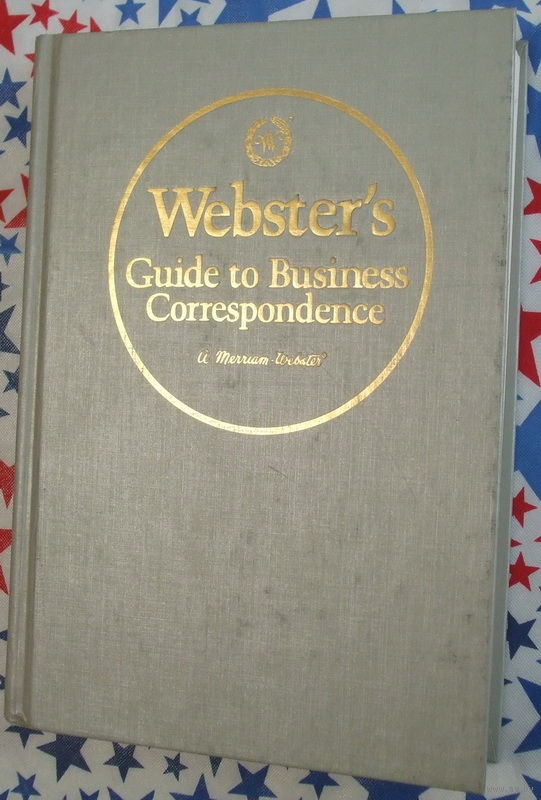 W
Webster's
Guide to Business
Correspondence
a Merriam-Webster®